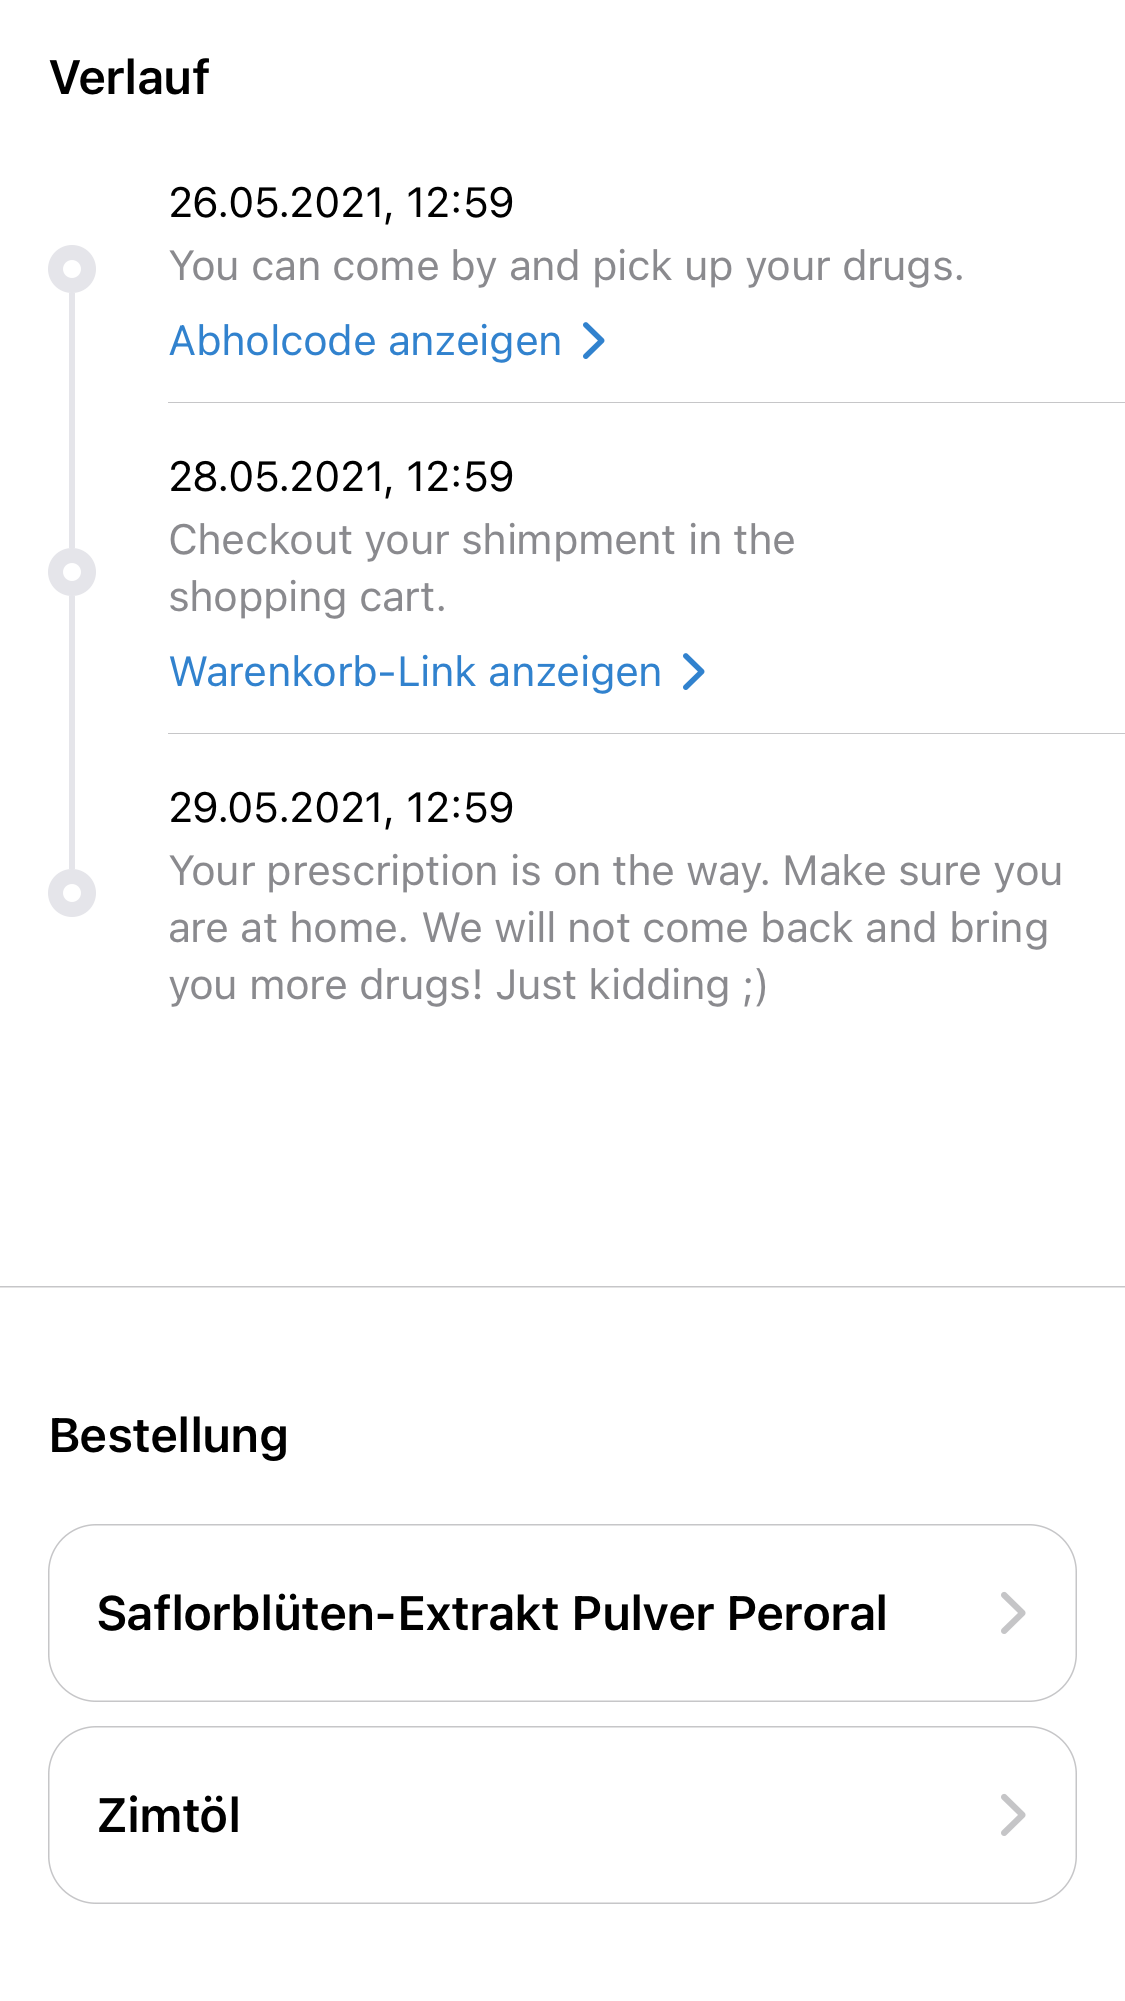 Verlauf
26.05.2021, 12:59
You can come by and pick up your drugs.
Abholcode anzeigen
28.05.2021, 12:59
Checkout your shimpment in the
shopping cart.
Warenkorb-Link anzeigen
29.05.2021, 12:59
Your prescription is on the way. Make sure you
are at home. We will not come back and bring
you more drugs! Just kidding ;)
Bestellung
Saflorblüten-Extrakt Pulver Peroral
Zimtöl